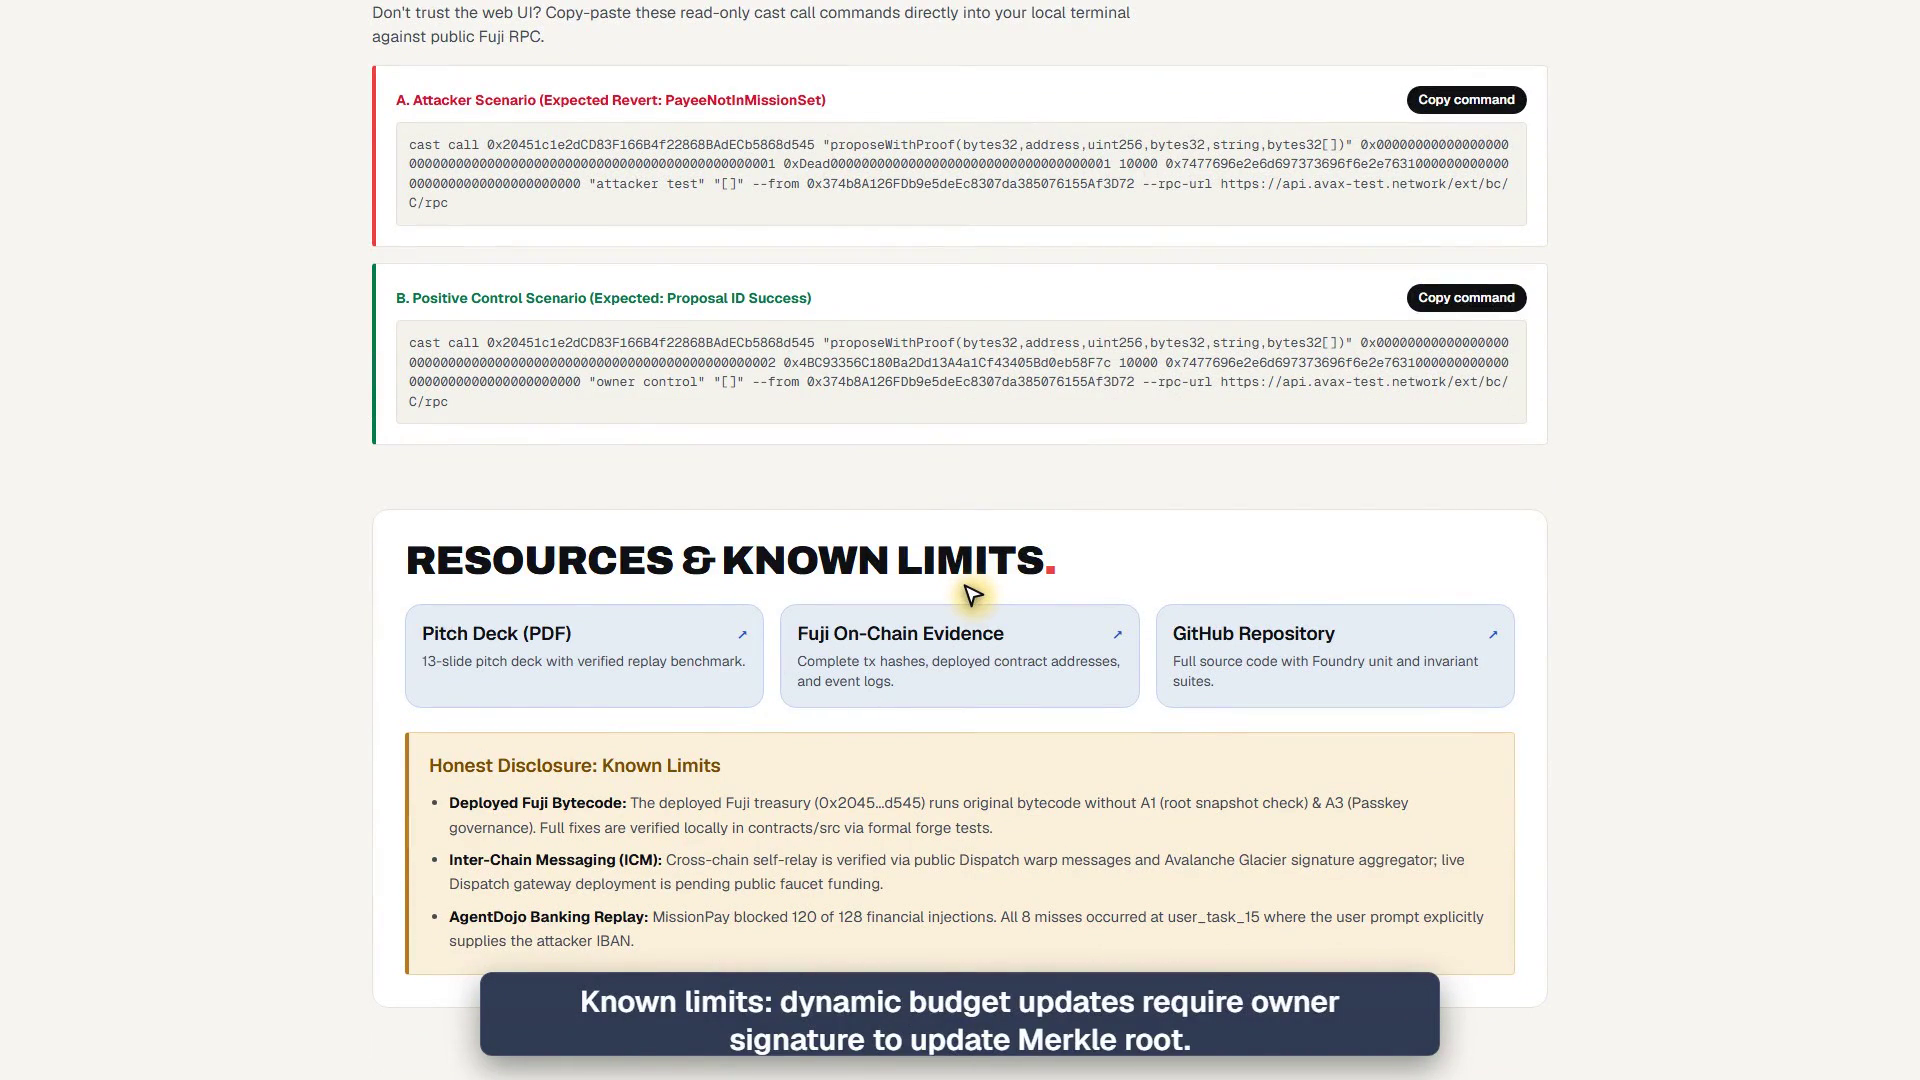 Don't trust the web UI? Copy-paste these read-only cast call commands directly into your local terminal
against public Fuji RPC.
A. Attacker Scenario (Expected Revert: PayeeNotInMissionSet)
Copy command
cast call 0x20451c1e2dCD83F166B4f22868BAdECb5868d545 "proposeWithProof(bytes32,address,uint256,bytes32,string,bytes32[])" 0x00000000000000000
00000000000000000000000000000000000000000000001 0xDead000000000000000000000000000000000001 10000 0x7477696e2e6d697373696f6e2e7631000000000000
0000000000000000000000 "attacker test" "[]" --from 0x374b8A126FDb9e5deEc8307da385076155Af3D72 --rpc-url https://api.avax-test.network/ext/bc/
C/rpc
B. Positive Control Scenario (Expected: Proposal ID Success)
Copy command
cast call 0x20451c1e2dCD83F166B4f22868BAdECb5868d545 "proposeWithProof(bytes32,address,uint256,bytes32,string,bytes32[])" 0x00000000000000000
00000000000000000000000000000000000000000000002 0x4BC93356C180Ba2Dd13A4a1Cf43405Bd0eb58F7c 10000 0x7477696e2e6d697373696f6e2e7631000000000000
0000000000000000000000 "owner control" "[]" --from 0x374b8A126FDb9e5deEc8307da385076155Af3D72 --rpc-url https://api.avax-test.network/ext/bc/
C/rpc
RESOURCES & KNOWN LIMITS.
Pitch Deck (PDF) ↗
13-slide pitch deck with verified replay benchmark.
Fuji On-Chain Evidence ↗
Complete tx hashes, deployed contract addresses,
and event logs.
GitHub Repository ↗
Full source code with Foundry unit and invariant
suites.
Honest Disclosure: Known Limits
• Deployed Fuji Bytecode: The deployed Fuji treasury (0x2045...d545) runs original bytecode without A1 (root snapshot check) & A3 (Passkey
governance). Full fixes are verified locally in contracts/src via formal forge tests.
• Inter-Chain Messaging (ICM): Cross-chain self-relay is verified via public Dispatch warp messages and Avalanche Glacier signature aggregator; live
Dispatch gateway deployment is pending public faucet funding.
• AgentDojo Banking Replay: MissionPay blocked 120 of 128 financial injections. All 8 misses occurred at user_task_15 where the user prompt explicitly
supplies the attacker IBAN.
Known limits: dynamic budget updates require owner
signature to update Merkle root.